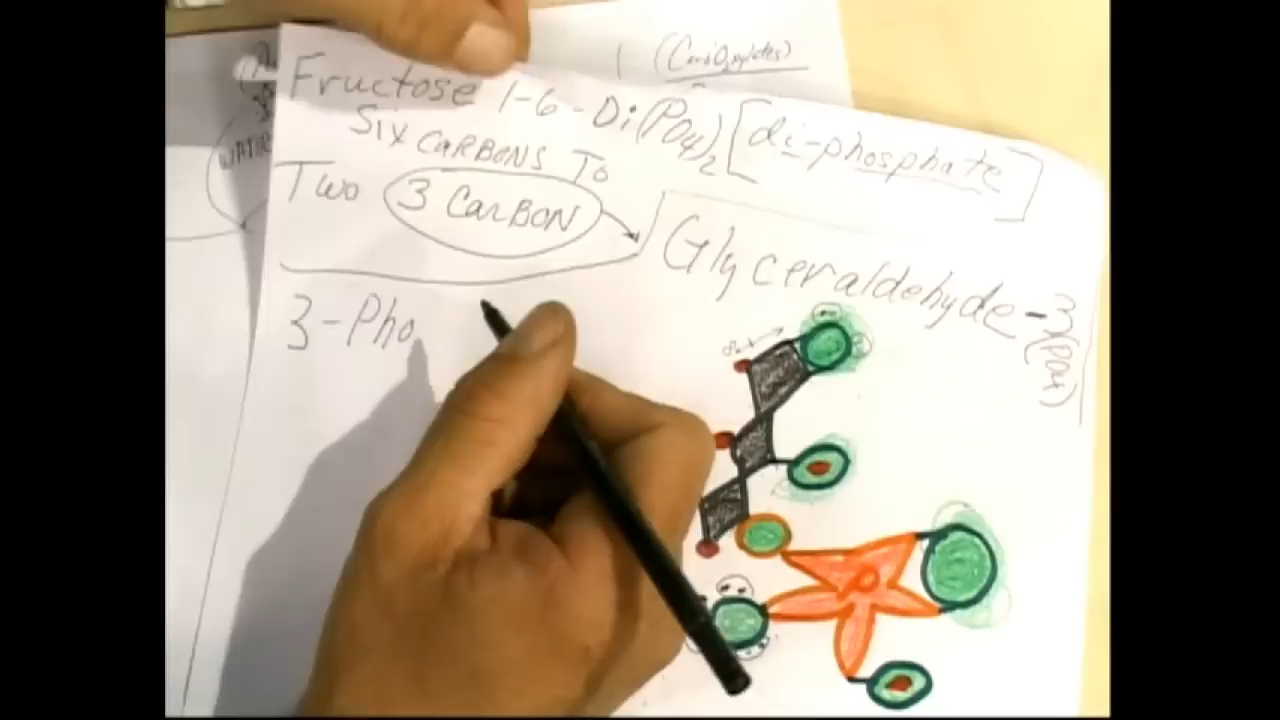 (CarbOxylates)
Fructose 1-6-Di(PO4)2 [di-phosphate]
Six CARBONS To
Two 3 CarBON
Glyceraldehyde-3
(PO4)
3-Pho
P